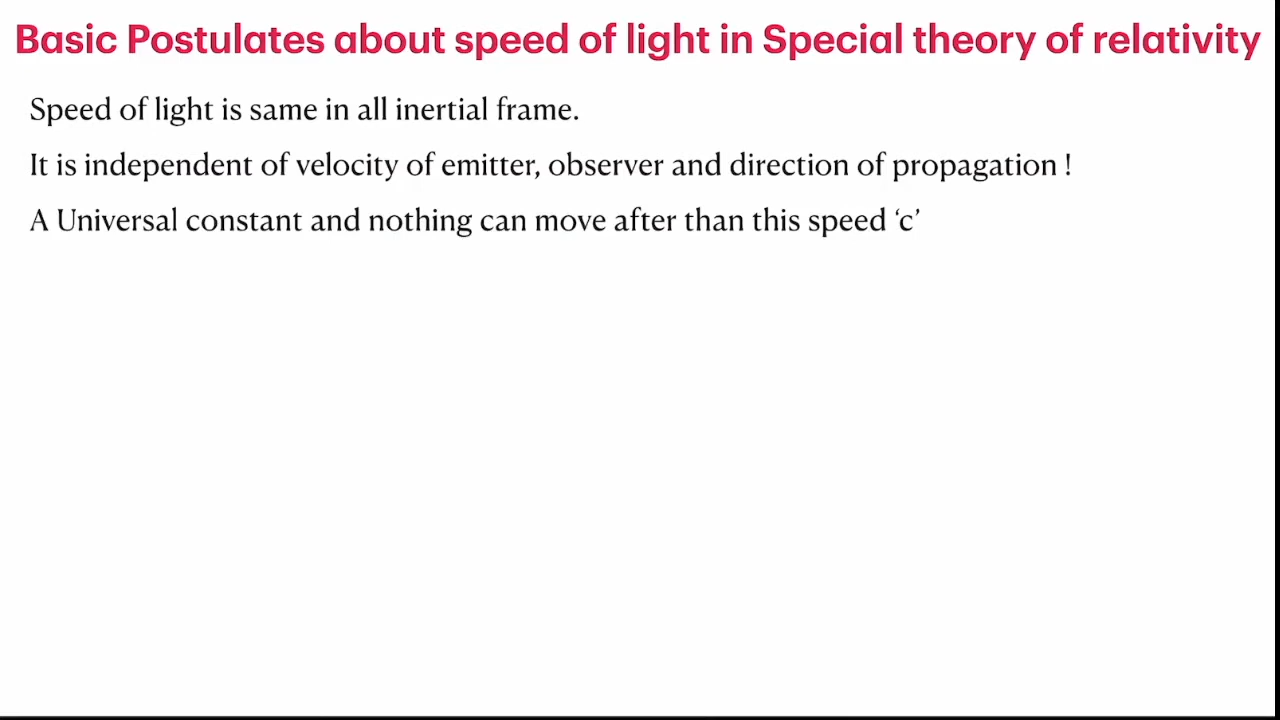 Basic Postulates about speed of light in Special theory of relativity
Speed of light is same in all inertial frame.
It is independent of velocity of emitter, observer and direction of propagation !
A Universal constant and nothing can move after than this speed ‘c’